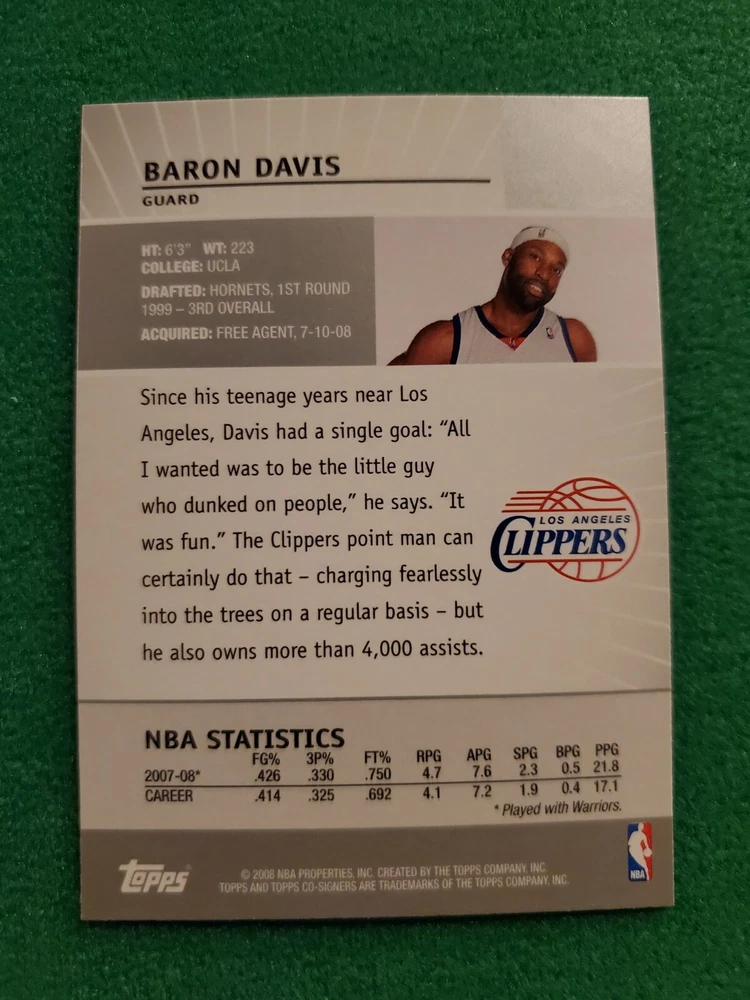 BARON DAVIS
GUARD
HT: 6'3" WT: 223
COLLEGE: UCLA
DRAFTED: HORNETS, 1ST ROUND
1999 – 3RD OVERALL
ACQUIRED: FREE AGENT, 7-10-08
Since his teenage years near Los
Angeles, Davis had a single goal: “All
I wanted was to be the little guy
who dunked on people,” he says. “It
was fun.” The Clippers point man can
certainly do that – charging fearlessly
into the trees on a regular basis – but
he also owns more than 4,000 assists.
LOS ANGELES
CLIPPERS
NBA STATISTICS
FG% 3P% FT% RPG APG SPG BPG PPG
2007-08* .426 .330 .750 4.7 7.6 2.3 0.5 21.8
CAREER .414 .325 .692 4.1 7.2 1.9 0.4 17.1
* Played with Warriors.
Topps
© 2008 NBA PROPERTIES, INC. CREATED BY THE TOPPS COMPANY, INC.
TOPPS AND TOPPS CO-SIGNERS ARE TRADEMARKS OF THE TOPPS COMPANY, INC.
NBA